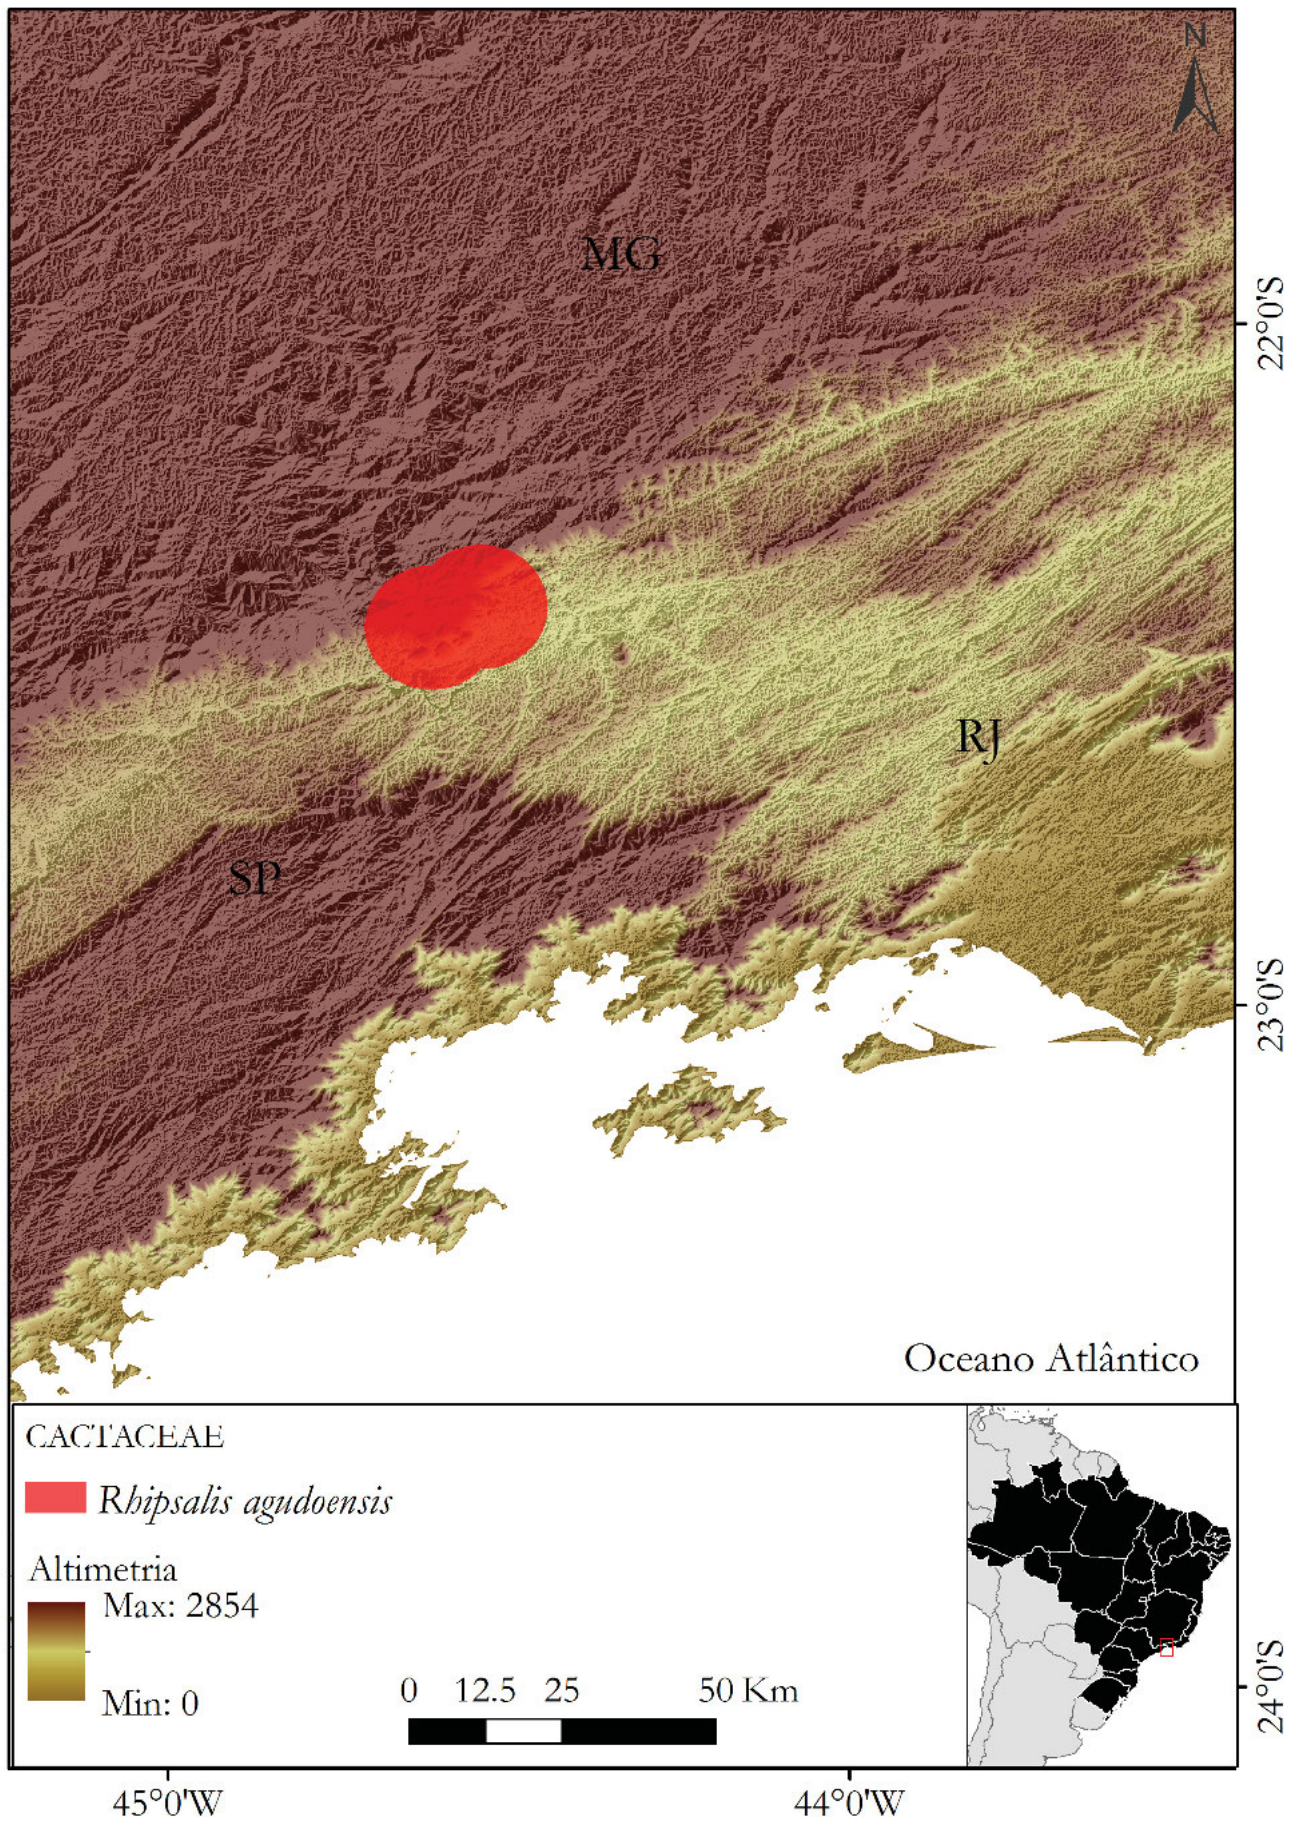 N
MG
22°0'S
RJ
SP
23°0'S
Oceano Atlântico
CACTACEAE
Rhipsalis agudoensis
Altimetria
Max: 2854
Min: 0
0 12.5 25 50 Km
24°0'S
45°0'W 44°0'W